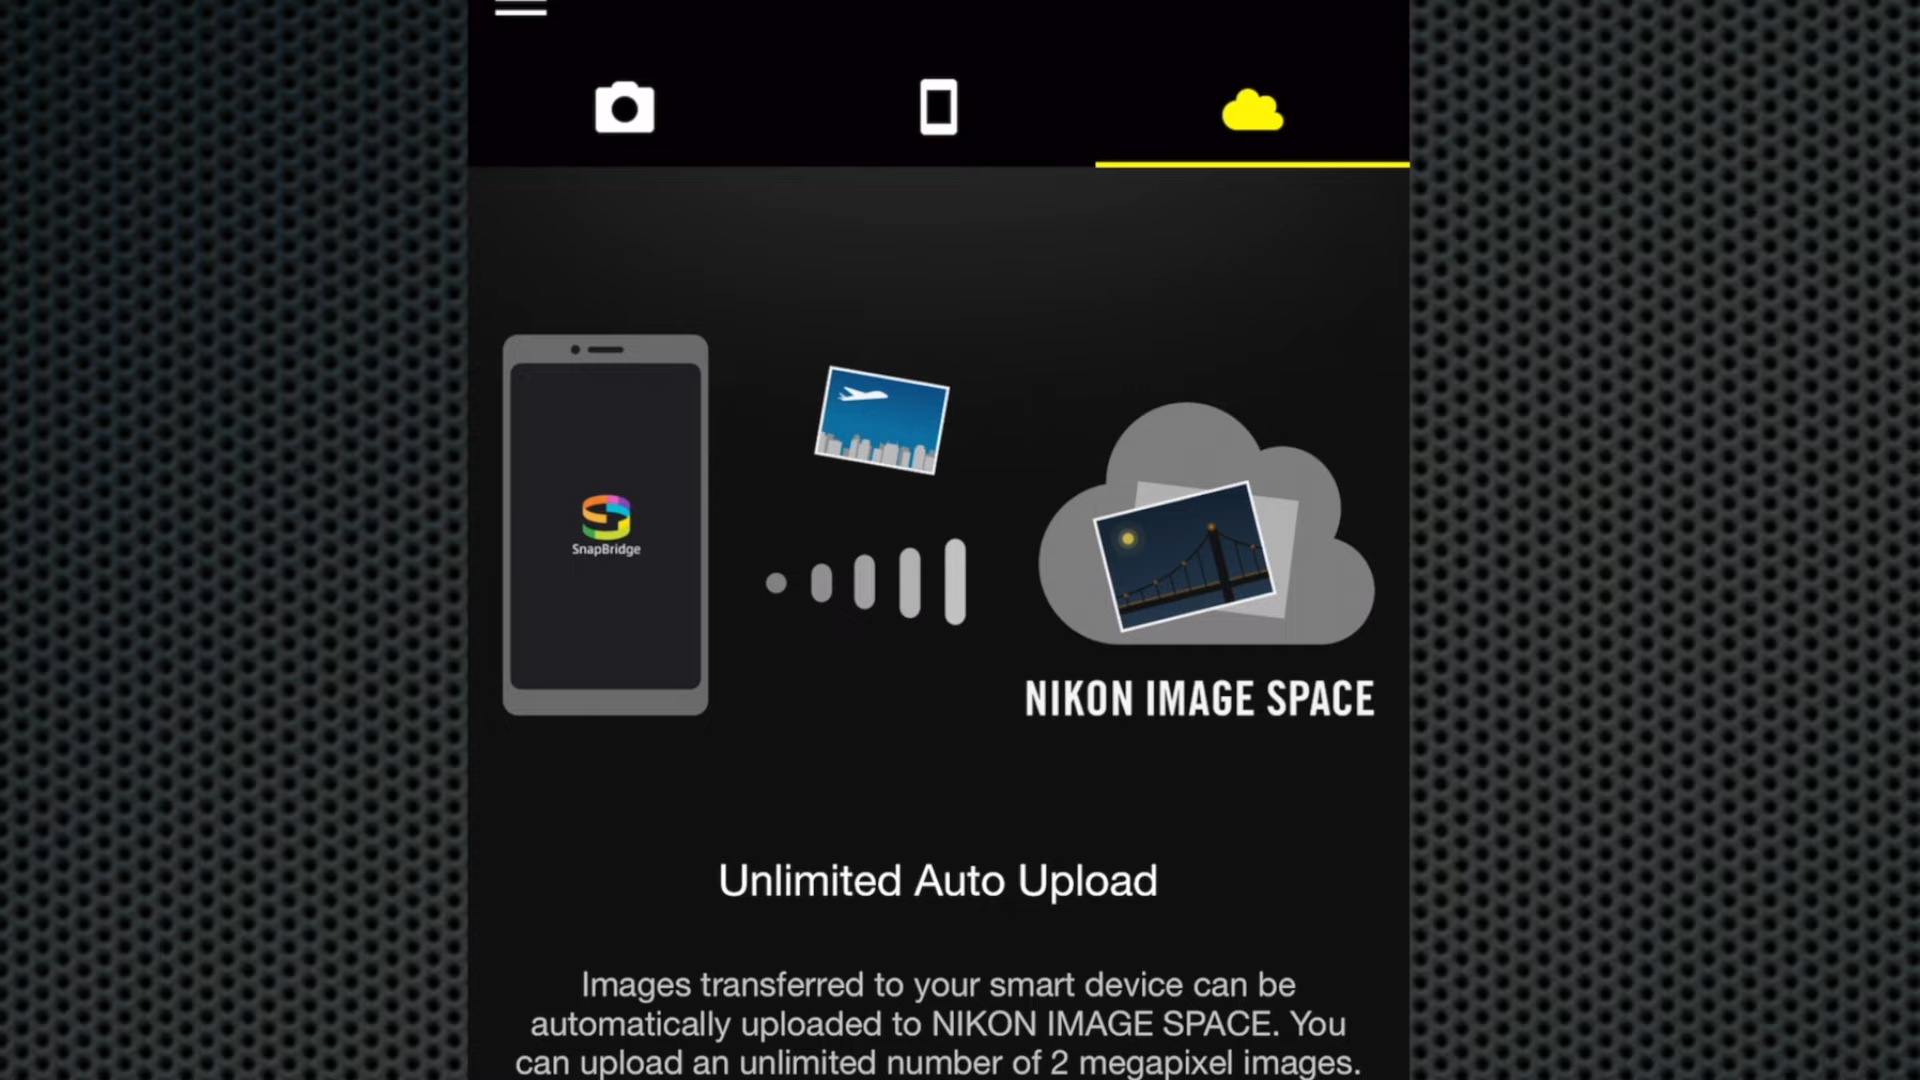 SnapBridge
NIKON IMAGE SPACE
Unlimited Auto Upload
Images transferred to your smart device can be
automatically uploaded to NIKON IMAGE SPACE. You
can upload an unlimited number of 2 megapixel images.